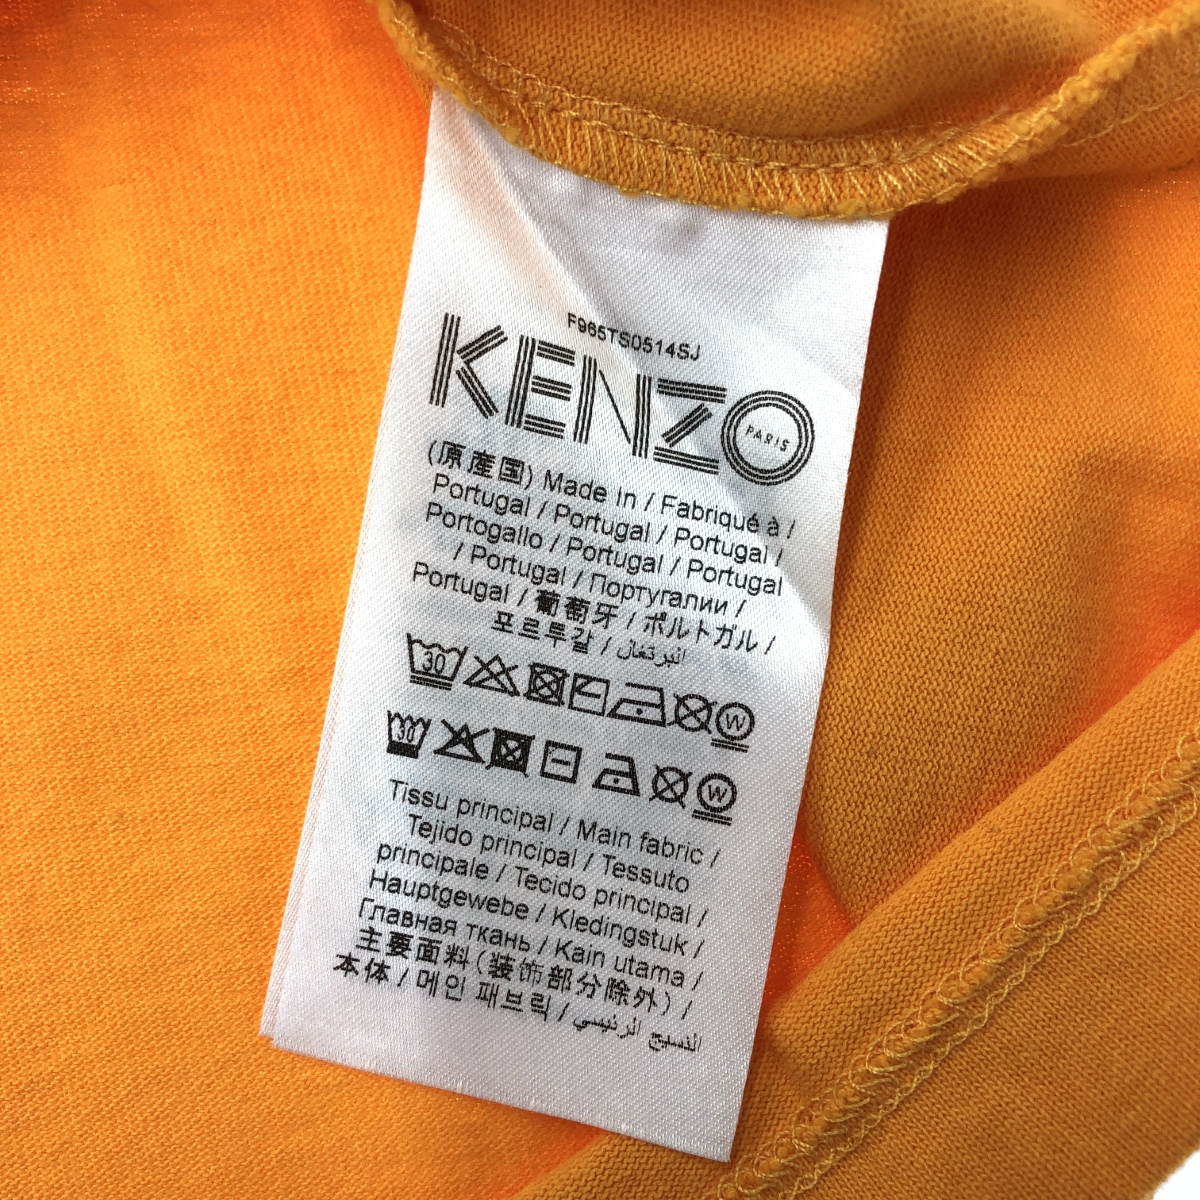 F965TS0514SJ
KENZO
PARIS
(原産国) Made in / Fabriqué à /
Portugal / Portugal / Portugal /
Portogallo / Portugal / Portugal
/ Portugal / Португалии /
Portugal / 葡萄牙 / ポルトガル /
포르투갈 / البرتغال
30 W
30 W
Tissu principal / Main fabric /
Tejido principal / Tessuto
principale / Tecido principal /
Hauptgewebe / Kledingstuk /
Главная ткань / Kain utama /
主要面料(装饰部分除外) /
本体 / 메인 패브릭 / النسيج الرئيسي